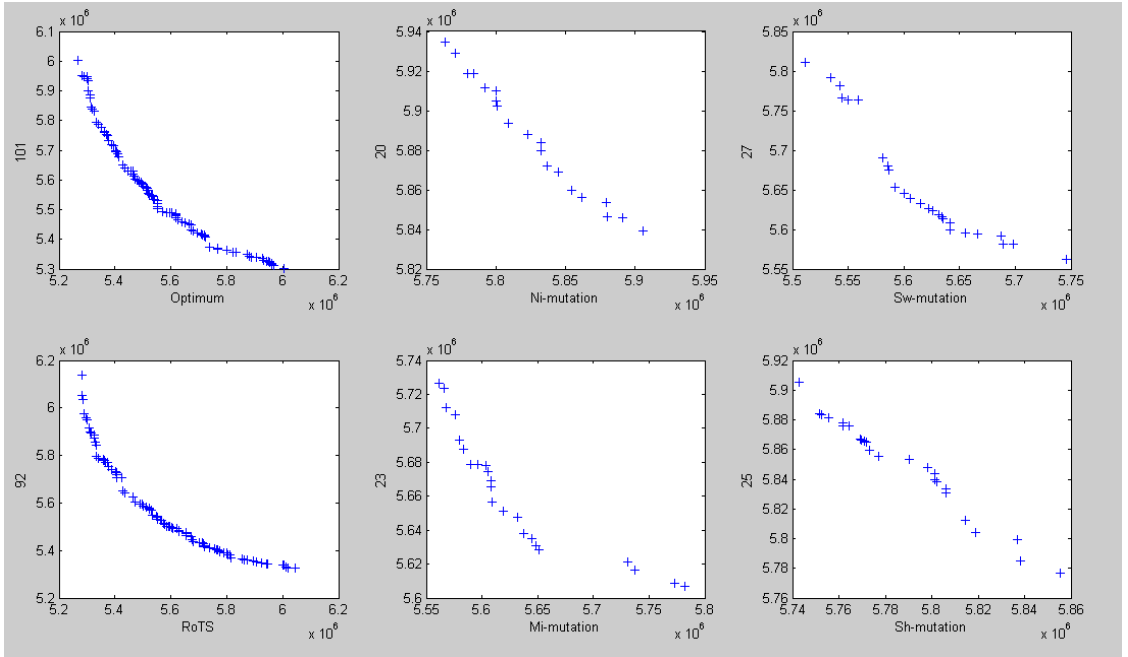 x 10^6
6.1
6
5.9
5.8
5.7
5.6
5.5
5.4
5.3
101
5.2 5.4 5.6 5.8 6 6.2
Optimum
x 10^6
x 10^6
5.94
5.92
5.9
5.88
5.86
5.84
5.82
20
5.75 5.8 5.85 5.9 5.95
Ni-mutation
x 10^6
x 10^6
5.85
5.8
5.75
5.7
5.65
5.6
5.55
27
5.5 5.55 5.6 5.65 5.7 5.75
Sw-mutation
x 10^6
x 10^6
6.2
6
5.8
5.6
5.4
5.2
92
5.2 5.4 5.6 5.8 6 6.2
RoTS
x 10^6
x 10^6
5.74
5.72
5.7
5.68
5.66
5.64
5.62
5.6
23
5.55 5.6 5.65 5.7 5.75 5.8
Mi-mutation
x 10^6
x 10^6
5.92
5.9
5.88
5.86
5.84
5.82
5.8
5.78
5.76
25
5.74 5.76 5.78 5.8 5.82 5.84 5.86
Sh-mutation
x 10^6